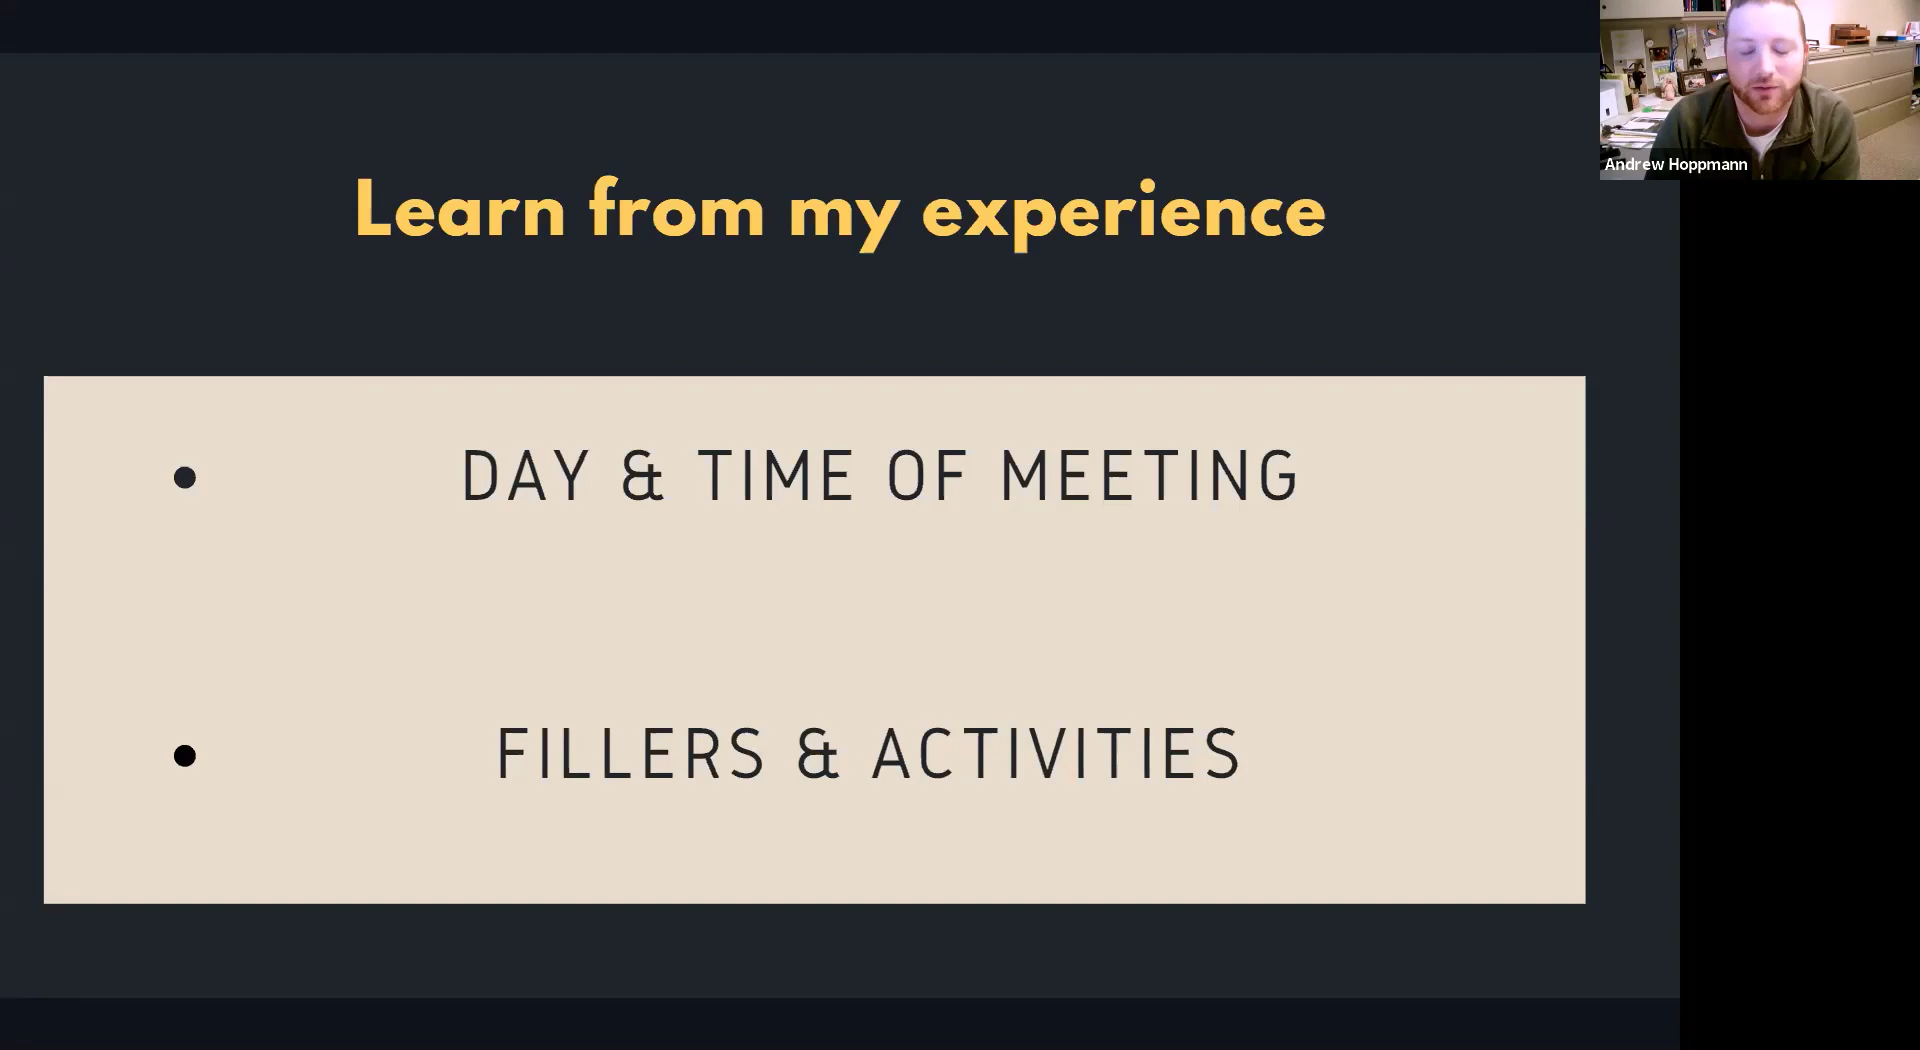 Learn from my experience
• DAY & TIME OF MEETING
• FILLERS & ACTIVITIES
Andrew Hoppmann